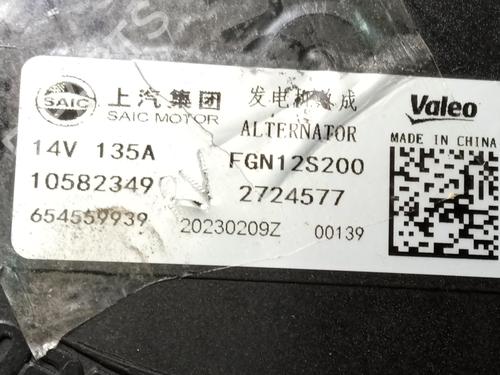 SAIC
上汽集团
SAIC MOTOR
发电机总成
ALTERNATOR
Valeo
MADE IN CHINA
14V 135A
FGN12S200
10582349
2724577
654559939
20230209Z 00139